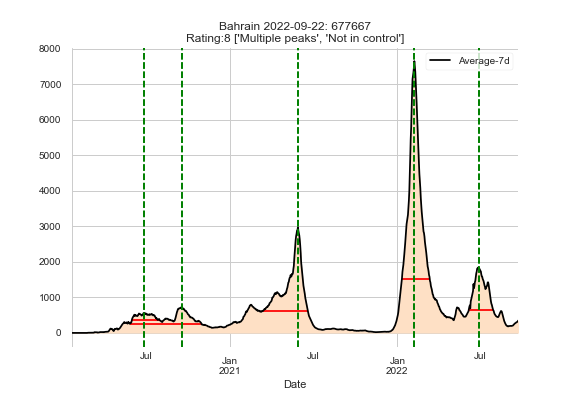 Bahrain 2022-09-22: 677667
Rating:8 ['Multiple peaks', 'Not in control']
Average-7d
8000
7000
6000
5000
4000
3000
2000
1000
0
Jul
Jan
2021
Jul
Jan
2022
Jul
Date